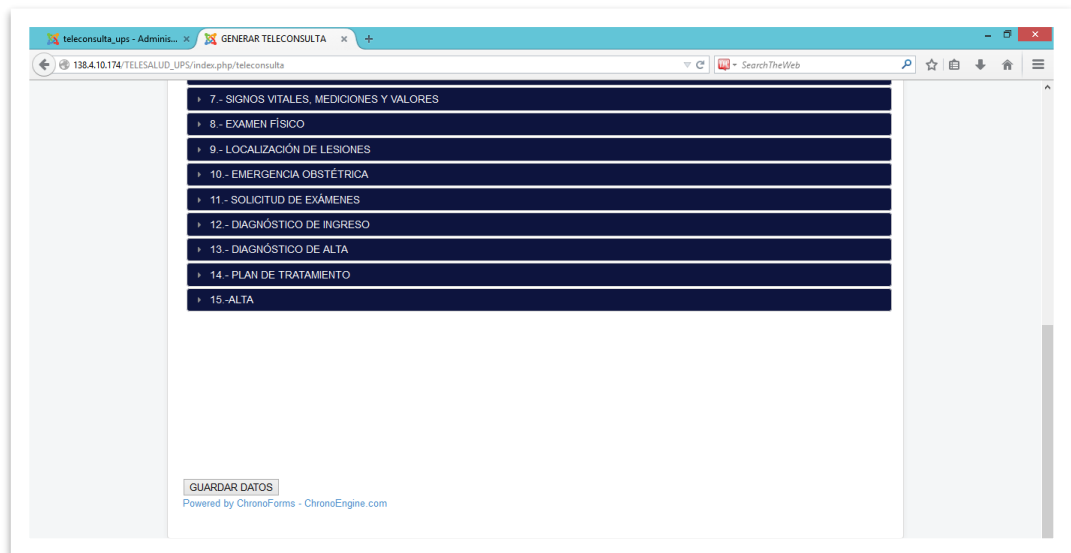 teleconsulta_ups - Adminis...
GENERAR TELECONSULTA
138.4.10.174/TELESALUD_UPS/index.php/teleconsulta
SearchTheWeb
7.- SIGNOS VITALES, MEDICIONES Y VALORES
8.- EXAMEN FÍSICO
9.- LOCALIZACIÓN DE LESIONES
10.- EMERGENCIA OBSTÉTRICA
11.- SOLICITUD DE EXÁMENES
12.- DIAGNÓSTICO DE INGRESO
13.- DIAGNÓSTICO DE ALTA
14.- PLAN DE TRATAMIENTO
15.-ALTA
GUARDAR DATOS
Powered by ChronoForms - ChronoEngine.com